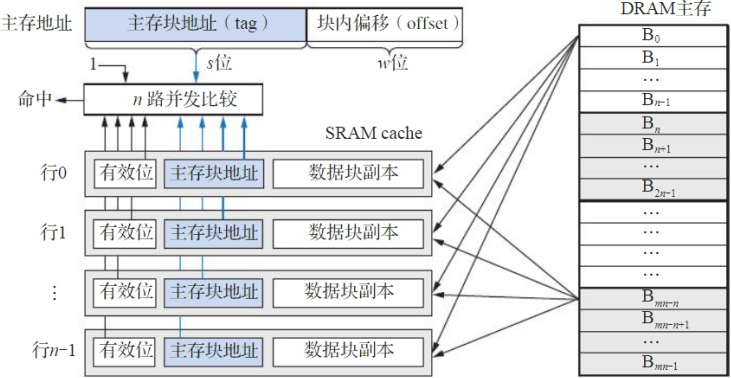 DRAM主存
主存地址
主存块地址(tag)
块内偏移(offset)
s位
w位
1
命中
n 路并发比较
SRAM cache
行0
有效位
主存块地址
数据块副本
行1
有效位
主存块地址
数据块副本
⋮
有效位
主存块地址
数据块副本
行n-1
有效位
主存块地址
数据块副本
B0
B1
…
Bn-1
Bn
Bn+1
…
B2n-1
…
…
…
…
Bmn-n
Bmn-n+1
…
Bmn-1